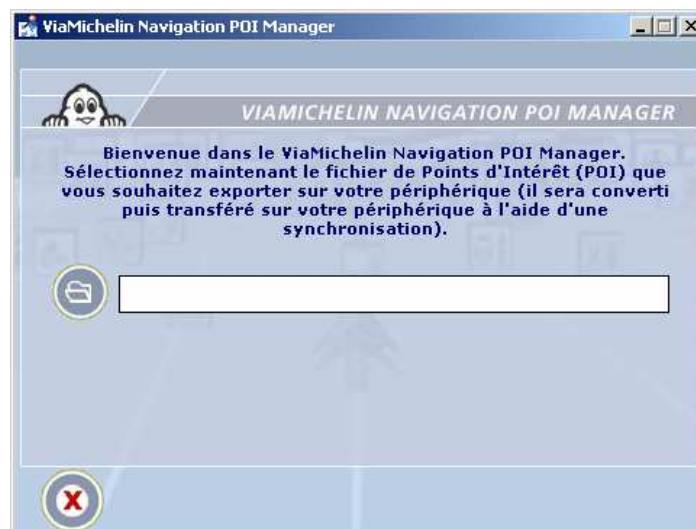 ViaMichelin Navigation POI Manager
VIAMICHELIN NAVIGATION POI MANAGER
Bienvenue dans le ViaMichelin Navigation POI Manager.
Sélectionnez maintenant le fichier de Points d'Intérêt (POI) que
vous souhaitez exporter sur votre périphérique (il sera converti
puis transféré sur votre périphérique à l'aide d'une
synchronisation).